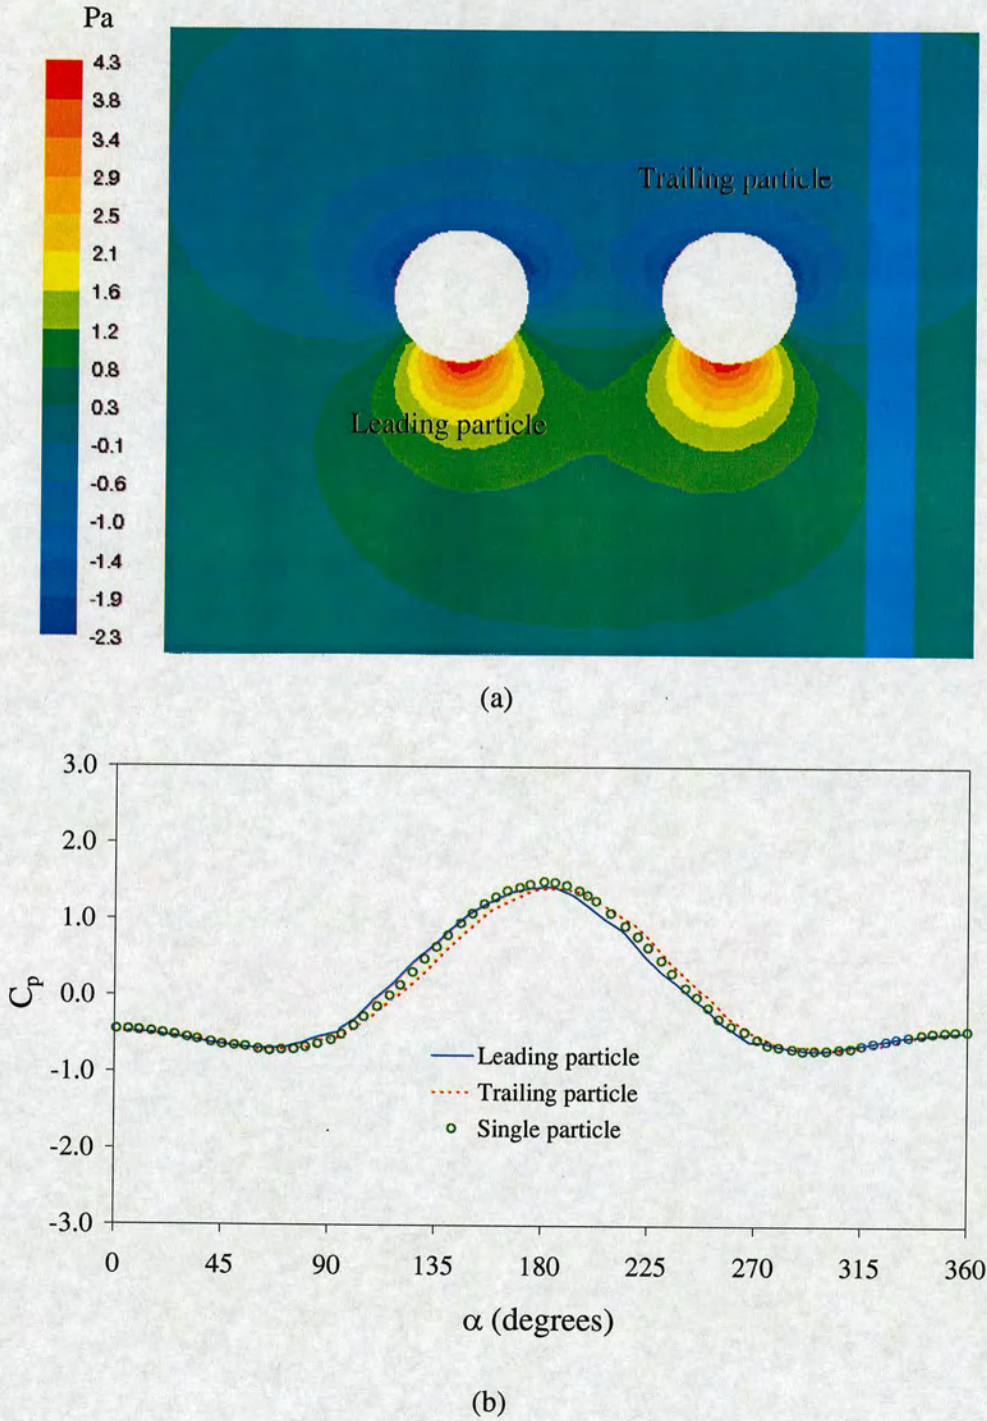 Pa
4.3
3.8
3.4
2.9
2.5
2.1
1.6
1.2
0.8
0.3
-0.1
-0.6
-1.0
-1.4
-1.9
-2.3
Trailing particle
Leading particle
(a)
3.0
2.0
1.0
0.0
-1.0
-2.0
-3.0
Cp
Leading particle
Trailing particle
Single particle
0 45 90 135 180 225 270 315 360
α (degrees)
(b)